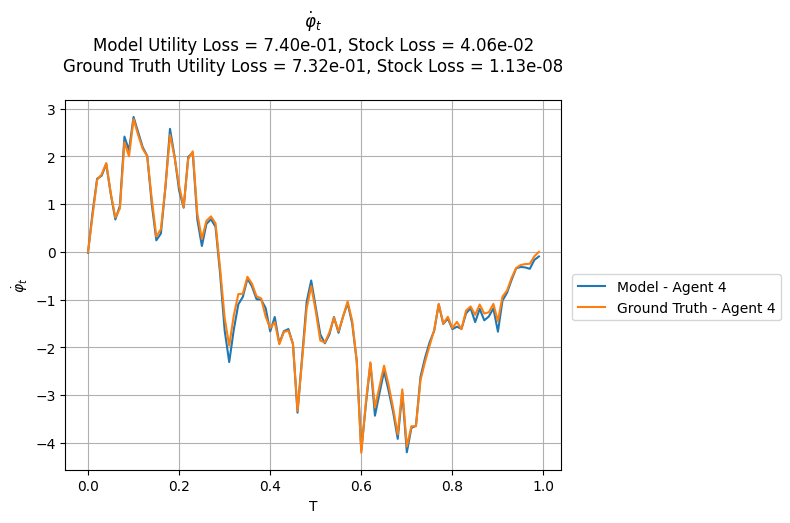 φ̇ₜ
Model Utility Loss = 7.40e-01, Stock Loss = 4.06e-02
Ground Truth Utility Loss = 7.32e-01, Stock Loss = 1.13e-08
3
2
1
0
−1
−2
−3
−4
φ̇ₜ
0.0 0.2 0.4 0.6 0.8 1.0
T
Model - Agent 4
Ground Truth - Agent 4